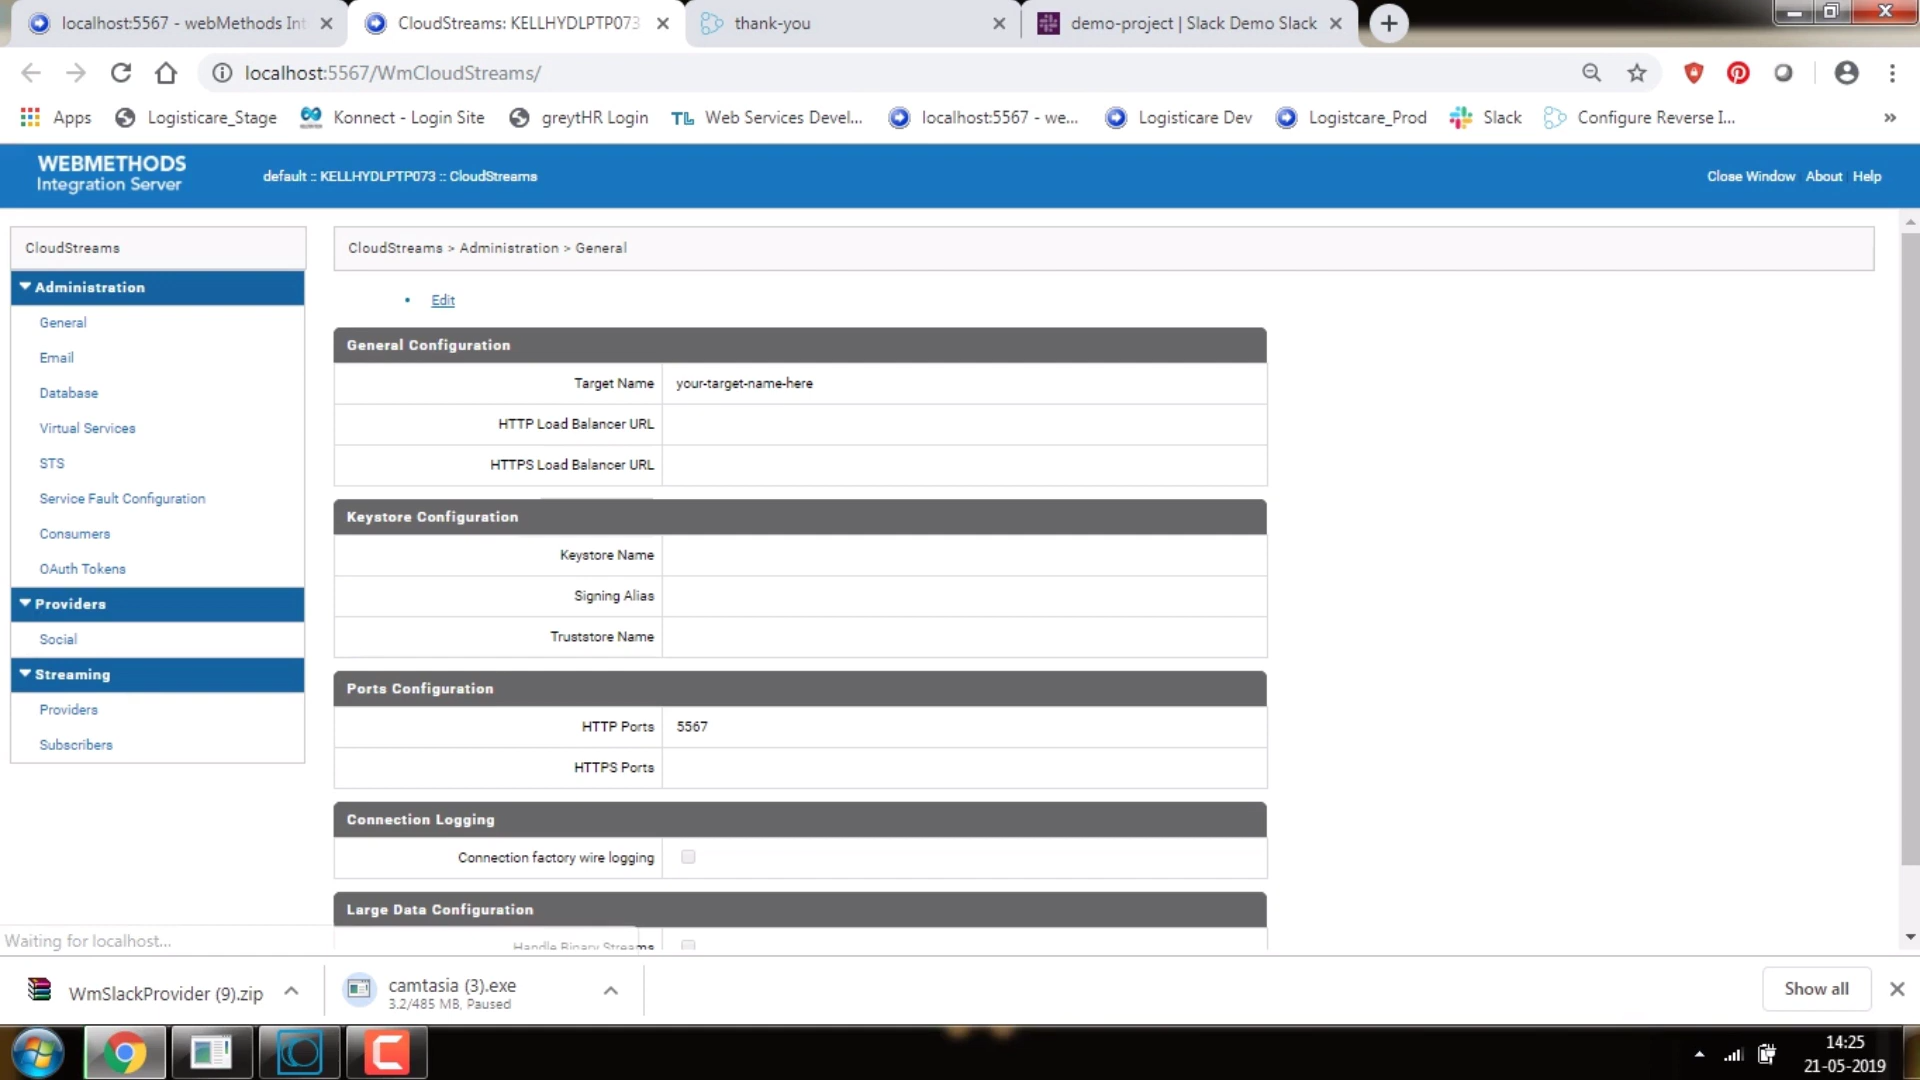 localhost:5567 - webMethods Int
CloudStreams: KELLHYDLPTP073
thank-you
demo-project | Slack Demo Slack
localhost:5567/WmCloudStreams/
Apps
Logisticare_Stage
Konnect - Login Site
greytHR Login
TL
Web Services Devel...
localhost:5567 - we...
Logisticare Dev
Logistcare_Prod
Slack
Configure Reverse I...
»
WEBMETHODS
Integration Server
default :: KELLHYDLPTP073 :: CloudStreams
Close Window About Help
CloudStreams
Administration
General
Email
Database
Virtual Services
STS
Service Fault Configuration
Consumers
OAuth Tokens
Providers
Social
Streaming
Providers
Subscribers
CloudStreams > Administration > General
• Edit
General Configuration
Target Name your-target-name-here
HTTP Load Balancer URL
HTTPS Load Balancer URL
Keystore Configuration
Keystore Name
Signing Alias
Truststore Name
Ports Configuration
HTTP Ports 5567
HTTPS Ports
Connection Logging
Connection factory wire logging
Large Data Configuration
Handle Binary Streams
Waiting for localhost...
WmSlackProvider (9).zip
camtasia (3).exe
3.2/485 MB, Paused
Show all
14:25
21-05-2019